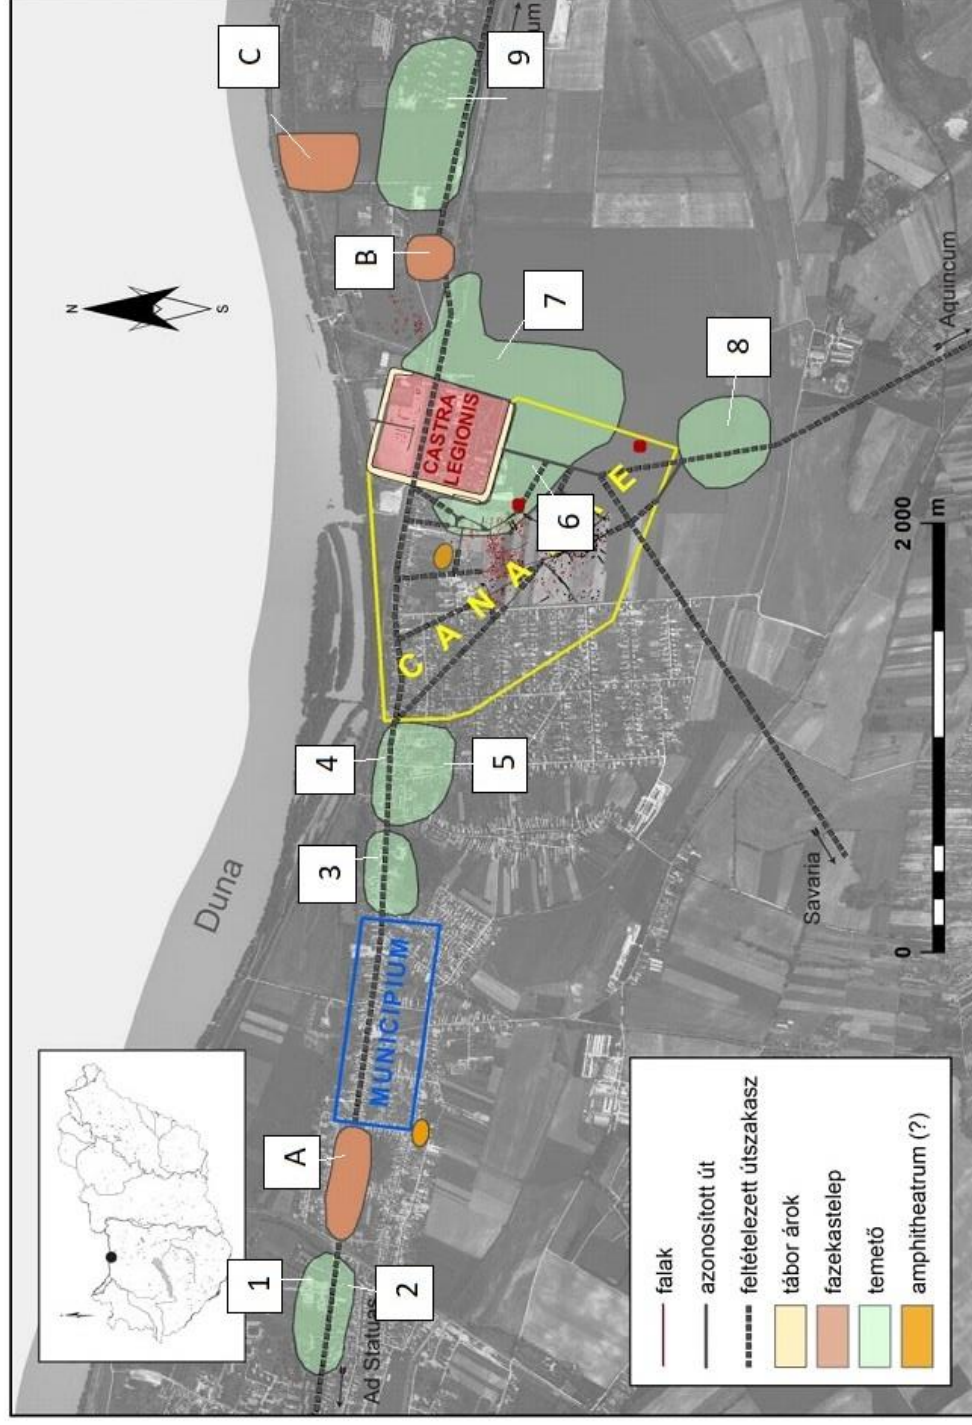 N
S
Duna
C
1
A
3
4
B
Ad Statuas
2
MUNICIPIUM
CASTRA
LEGIONIS
C A N A E
5
9
um
7
6
8
Savaria
Aquincum
0 2 000
m
falak
azonosított út
feltételezett útszakasz
tábor árok
fazekastelep
temető
amphitheatrum (?)